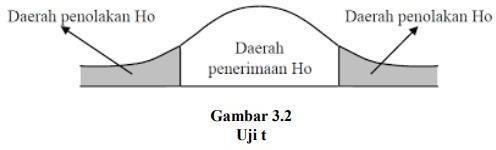 Daerah penolakan Ho
Daerah penolakan Ho
Daerah
penerimaan Ho
Gambar 3.2
Uji t